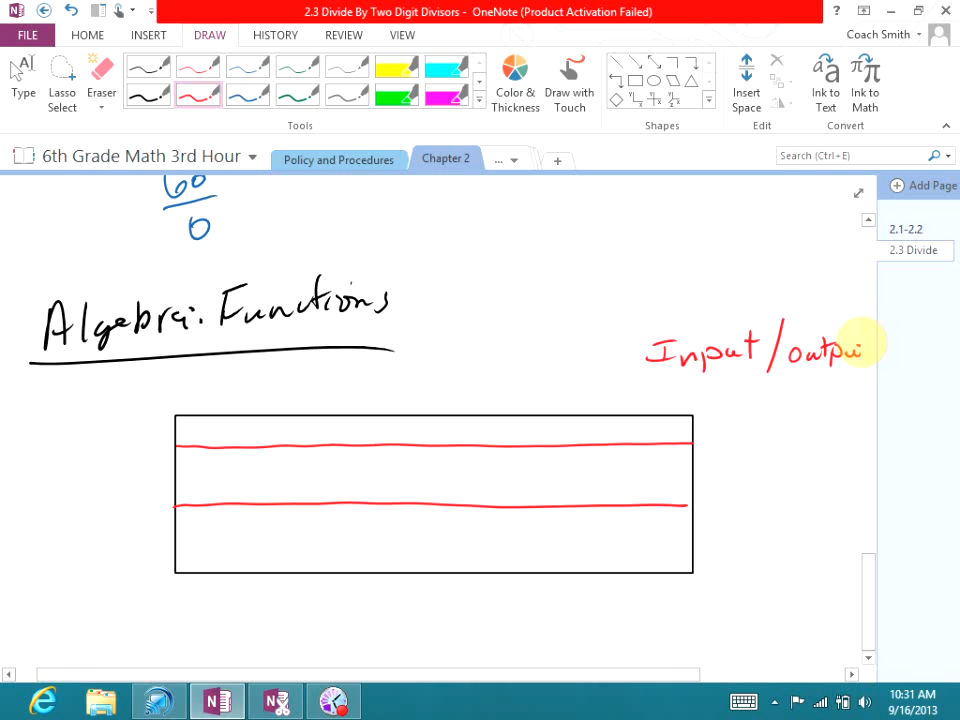 2.3 Divide By Two Digit Divisors - OneNote (Product Activation Failed)
FILE HOME INSERT DRAW HISTORY REVIEW VIEW Coach Smith
Type Lasso Select Eraser Color & Thickness Draw with Touch Insert Space Ink to Text Ink to Math
Tools Shapes Edit Convert
6th Grade Math 3rd Hour Policy and Procedures Chapter 2 ... + Search (Ctrl+E)
Add Page
60
2.1-2.2
0
2.3 Divide
Algebra: Functions
Input/outpu
10:31 AM
9/16/2013